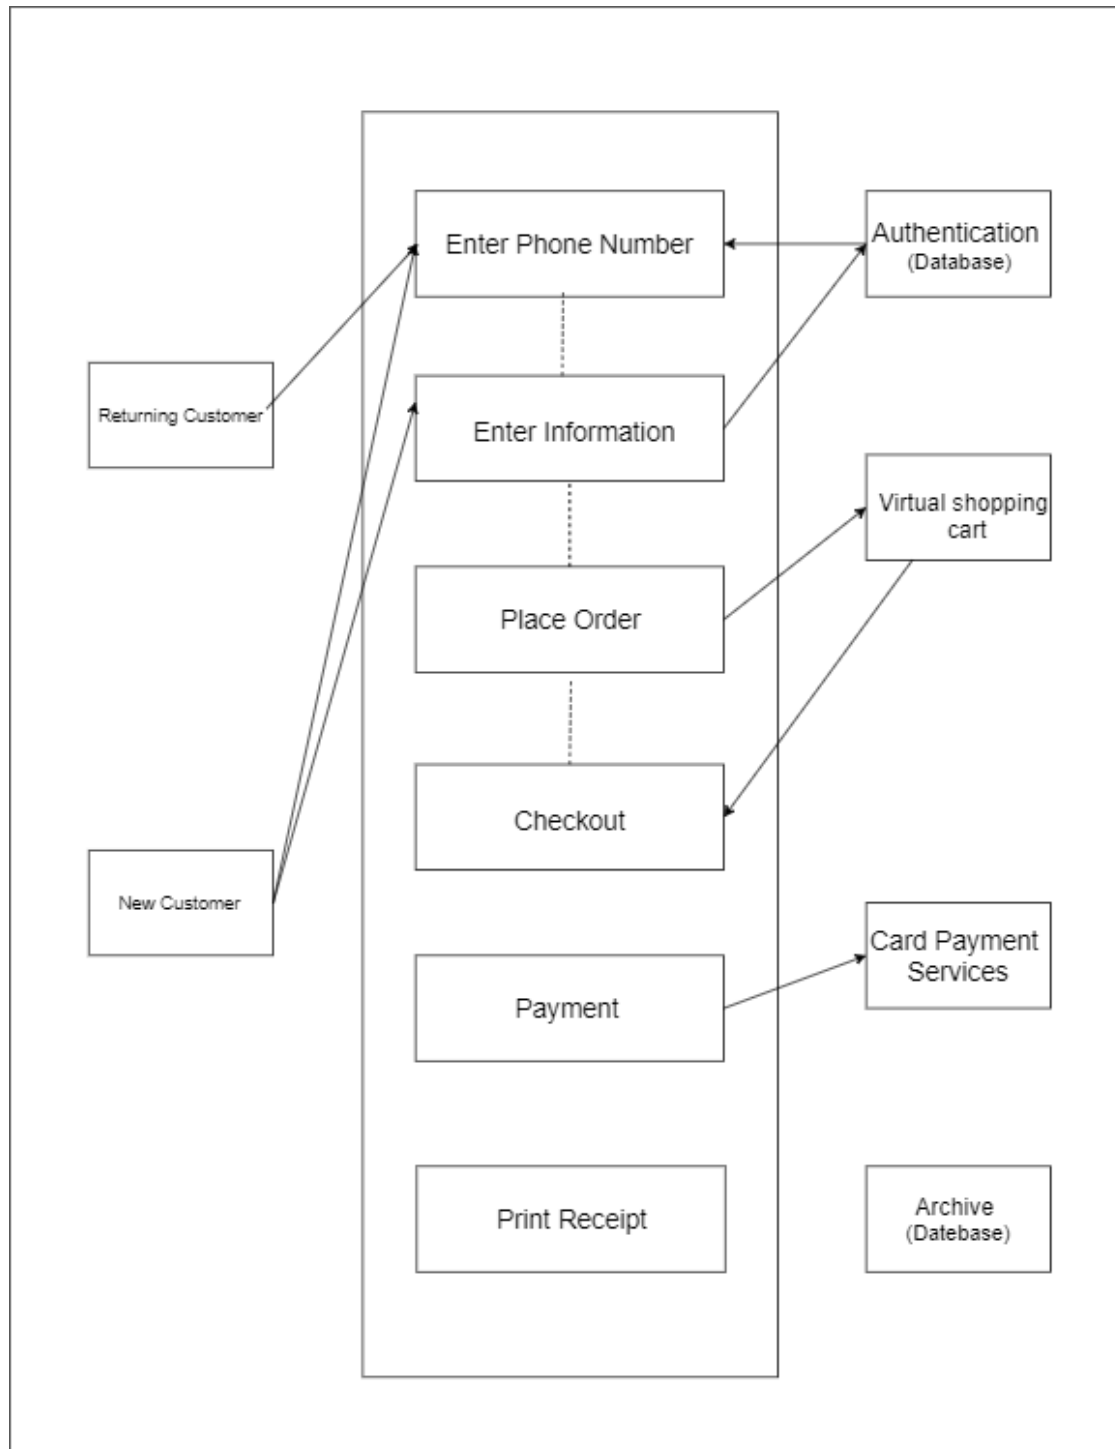 Enter Phone Number
Authentication
(Database)
Returning Customer
Enter Information
Virtual shopping
cart
Place Order
Checkout
New Customer
Card Payment
Services
Payment
Print Receipt
Archive
(Datebase)